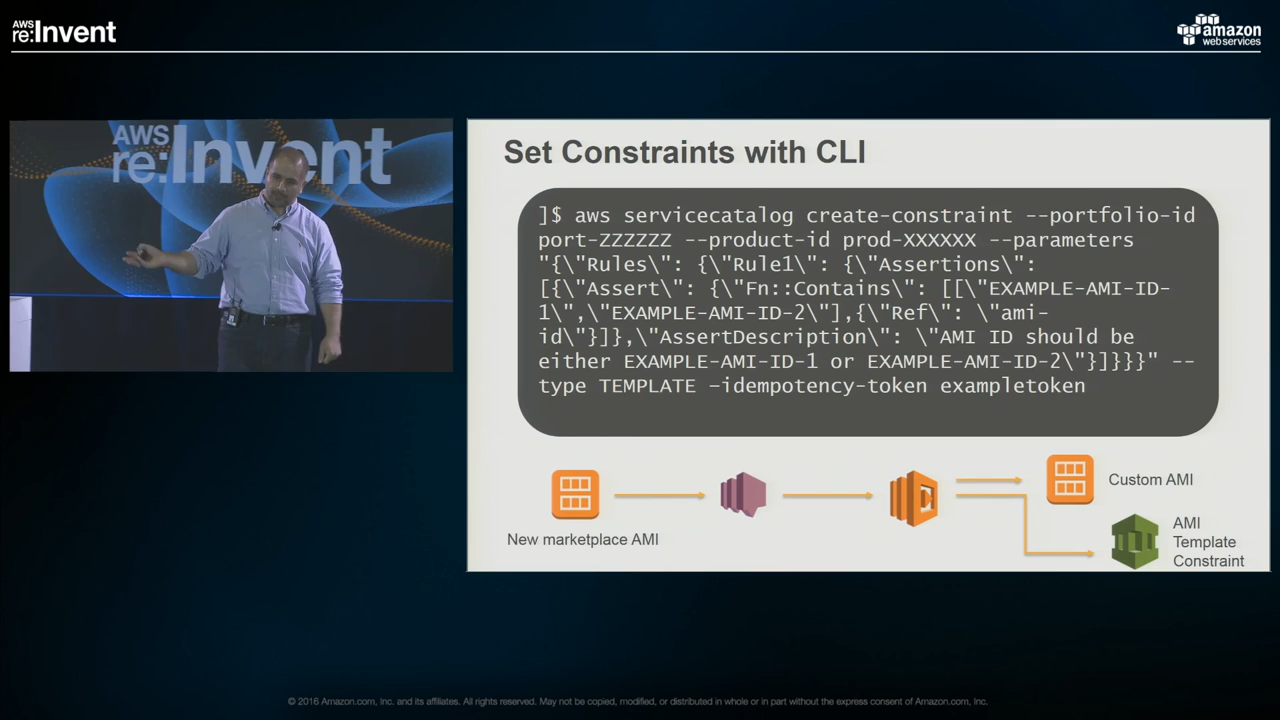 AWS
re:Invent
amazon
web services
AWS
re:Invent
Set Constraints with CLI
]$ aws servicecatalog create-constraint --portfolio-id
port-ZZZZZZ --product-id prod-XXXXXX --parameters
"{\"Rules\": {\"Rule1\": {\"Assertions\":
[{\"Assert\": {\"Fn::Contains\": [[\"EXAMPLE-AMI-ID-
1\",\"EXAMPLE-AMI-ID-2\"],{\"Ref\": \"ami-
id\"}]},\"AssertDescription\": \"AMI ID should be
either EXAMPLE-AMI-ID-1 or EXAMPLE-AMI-ID-2\"}]}}}" --
type TEMPLATE –idempotency-token exampletoken
New marketplace AMI
Custom AMI
AMI
Template
Constraint
© 2016 Amazon.com, Inc. and its affiliates. All rights reserved. May not be copied, modified, or distributed in whole or in part without the express consent of Amazon.com, Inc.